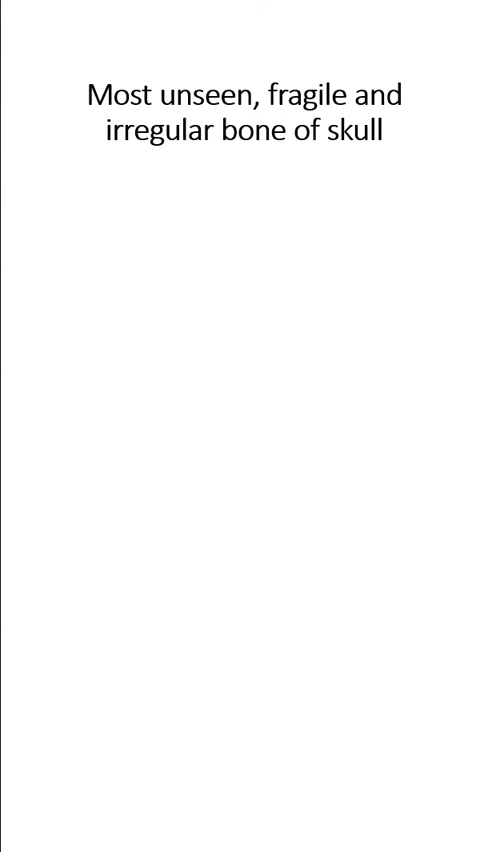 Most unseen, fragile and
irregular bone of skull